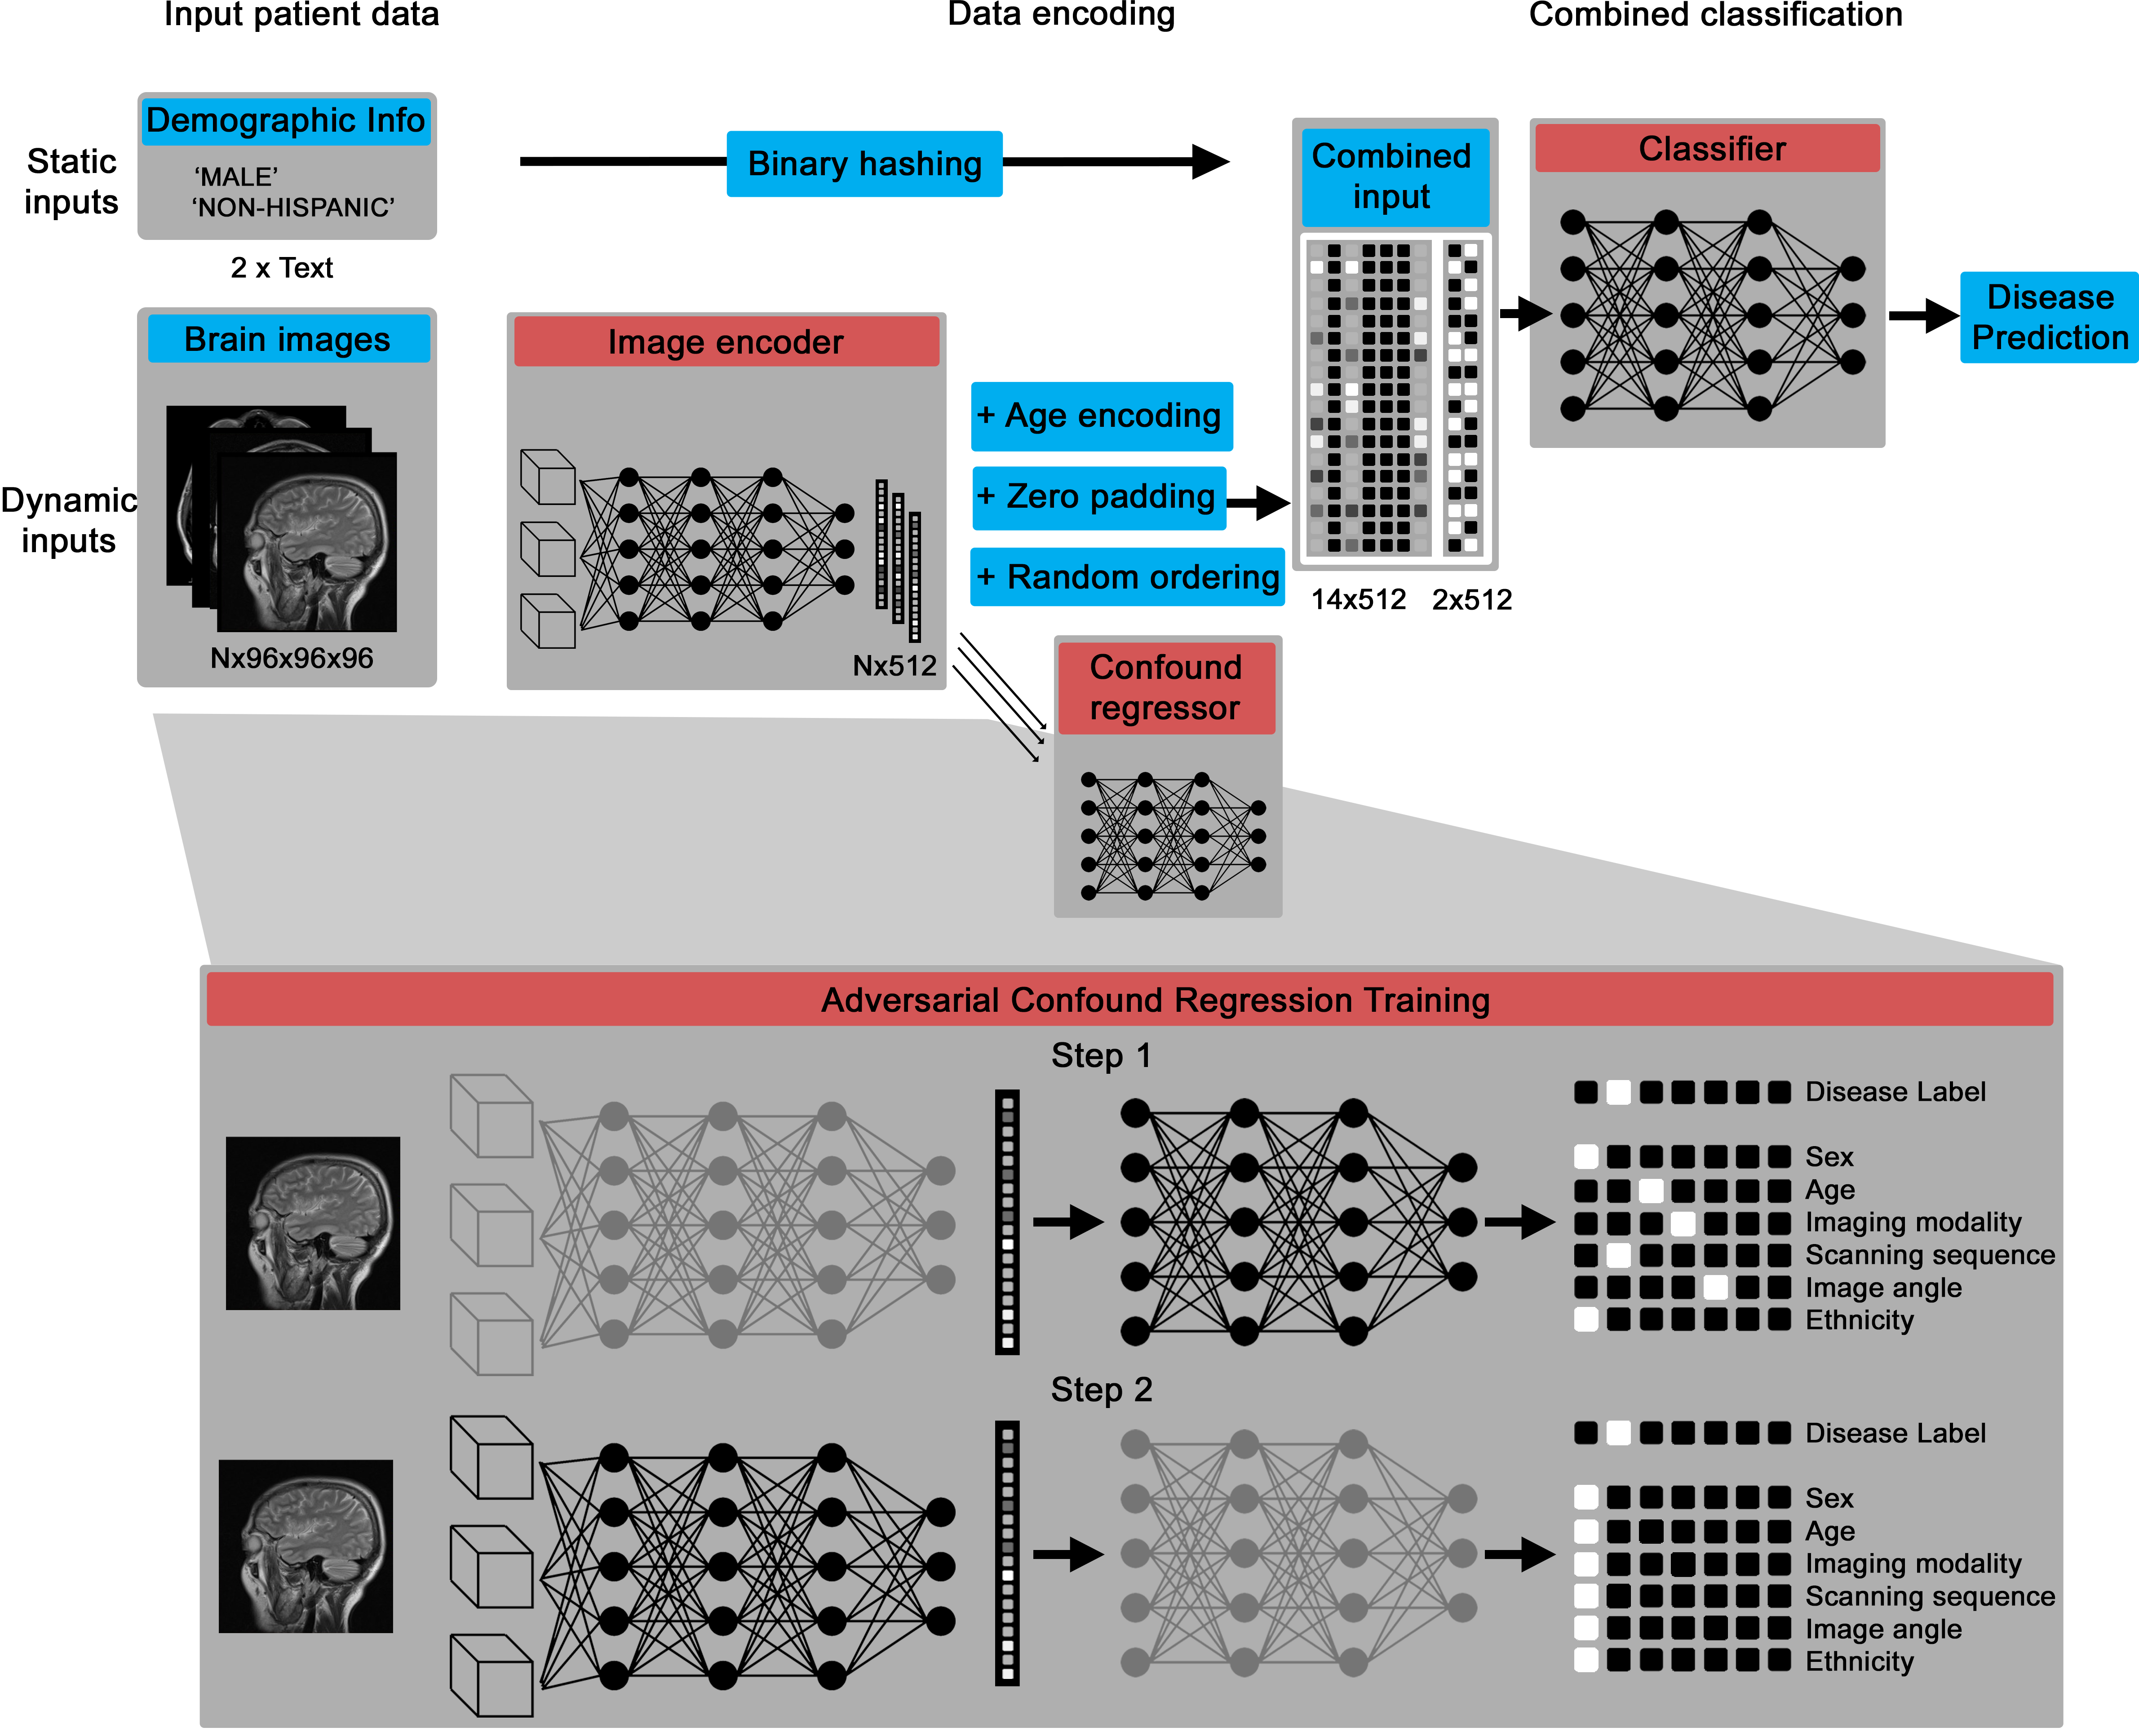 Input patient data
Data encoding
Combined classification
Static
inputs
Demographic Info
‘MALE’
‘NON-HISPANIC’
2 x Text
Binary hashing
Combined
input
Classifier
Disease
Prediction
Dynamic
inputs
Brain images
Nx96x96x96
Image encoder
Nx512
+ Age encoding
+ Zero padding
+ Random ordering
14x512
2x512
Confound
regressor
Adversarial Confound Regression Training
Step 1
Disease Label
Sex
Age
Imaging modality
Scanning sequence
Image angle
Ethnicity
Step 2
Disease Label
Sex
Age
Imaging modality
Scanning sequence
Image angle
Ethnicity